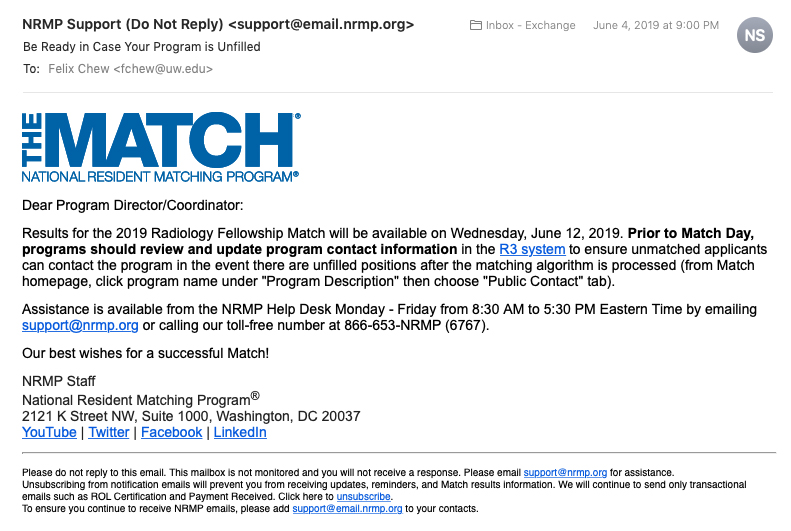 NRMP Support (Do Not Reply) <support@email.nrmp.org>
Inbox - Exchange June 4, 2019 at 9:00 PM
NS
Be Ready in Case Your Program is Unfilled
To: Felix Chew <fchew@uw.edu>
THE MATCH®
NATIONAL RESIDENT MATCHING PROGRAM®
Dear Program Director/Coordinator:
Results for the 2019 Radiology Fellowship Match will be available on Wednesday, June 12, 2019. Prior to Match Day,
programs should review and update program contact information in the R3 system to ensure unmatched applicants
can contact the program in the event there are unfilled positions after the matching algorithm is processed (from Match
homepage, click program name under "Program Description" then choose "Public Contact" tab).
Assistance is available from the NRMP Help Desk Monday - Friday from 8:30 AM to 5:30 PM Eastern Time by emailing
support@nrmp.org or calling our toll-free number at 866-653-NRMP (6767).
Our best wishes for a successful Match!
NRMP Staff
National Resident Matching Program®
2121 K Street NW, Suite 1000, Washington, DC 20037
YouTube | Twitter | Facebook | LinkedIn
Please do not reply to this email. This mailbox is not monitored and you will not receive a response. Please email support@nrmp.org for assistance.
Unsubscribing from notification emails will prevent you from receiving updates, reminders, and Match results information. We will continue to send only transactional
emails such as ROL Certification and Payment Received. Click here to unsubscribe.
To ensure you continue to receive NRMP emails, please add support@email.nrmp.org to your contacts.